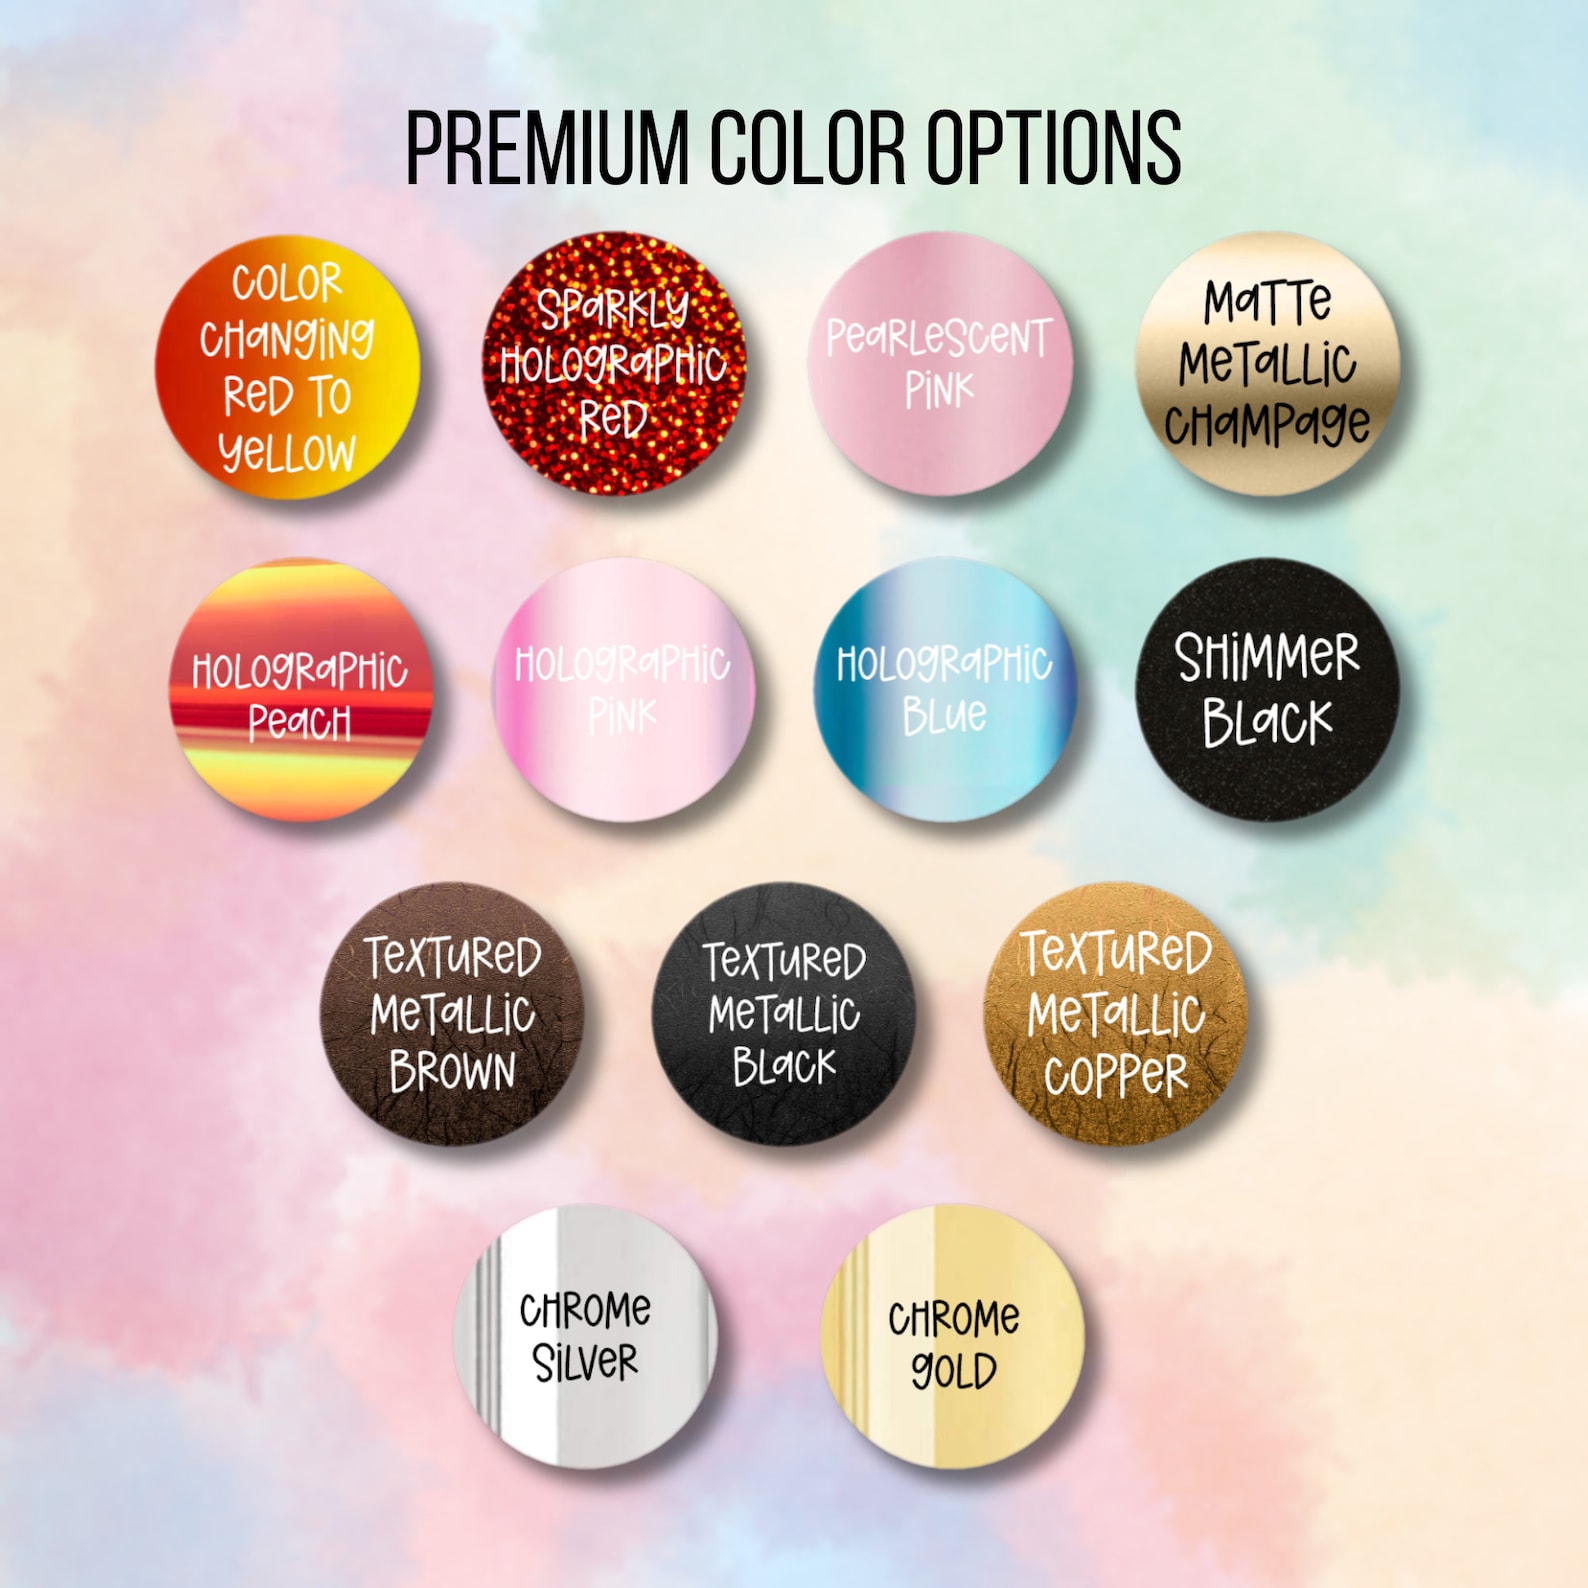 PREMIUM COLOR OPTIONS
COLOR
CHANGING
RED TO
YELLOW
SPARKLY
HOLOGRAPHIC
RED
PEARLESCENT
PINK
MATTE
METALLIC
CHAMPAGE
HOLOGRAPHIC
PEACH
HOLOGRAPHIC
PINK
HOLOGRAPHIC
BLUE
SHIMMER
BLACK
TEXTURED
METALLIC
BROWN
TEXTURED
METALLIC
BLACK
TEXTURED
METALLIC
COPPER
CHROME
SILVER
CHROME
GOLD